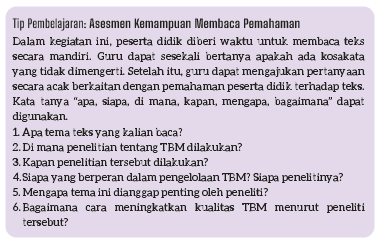 Tip Pembelajaran: Asesmen Kemampuan Membaca Pemahaman
Dalam kegiatan ini, peserta didik diberi waktu untuk membaca teks
secara mandiri. Guru dapat sesekali bertanya apakah ada kosakata
yang tidak dimengerti. Setelah itu, guru dapat mengajukan pertanyaan
secara acak berkaitan dengan pemahaman peserta didik terhadap teks.
Kata tanya “apa, siapa, di mana, kapan, mengapa, bagaimana” dapat
digunakan.
1. Apa tema teks yang kalian baca?
2. Di mana penelitian tentang TBM dilakukan?
3. Kapan penelitian tersebut dilakukan?
4. Siapa yang berperan dalam pengelolaan TBM? Siapa penelitinya?
5. Mengapa tema ini dianggap penting oleh peneliti?
6. Bagaimana cara meningkatkan kualitas TBM menurut peneliti
tersebut?